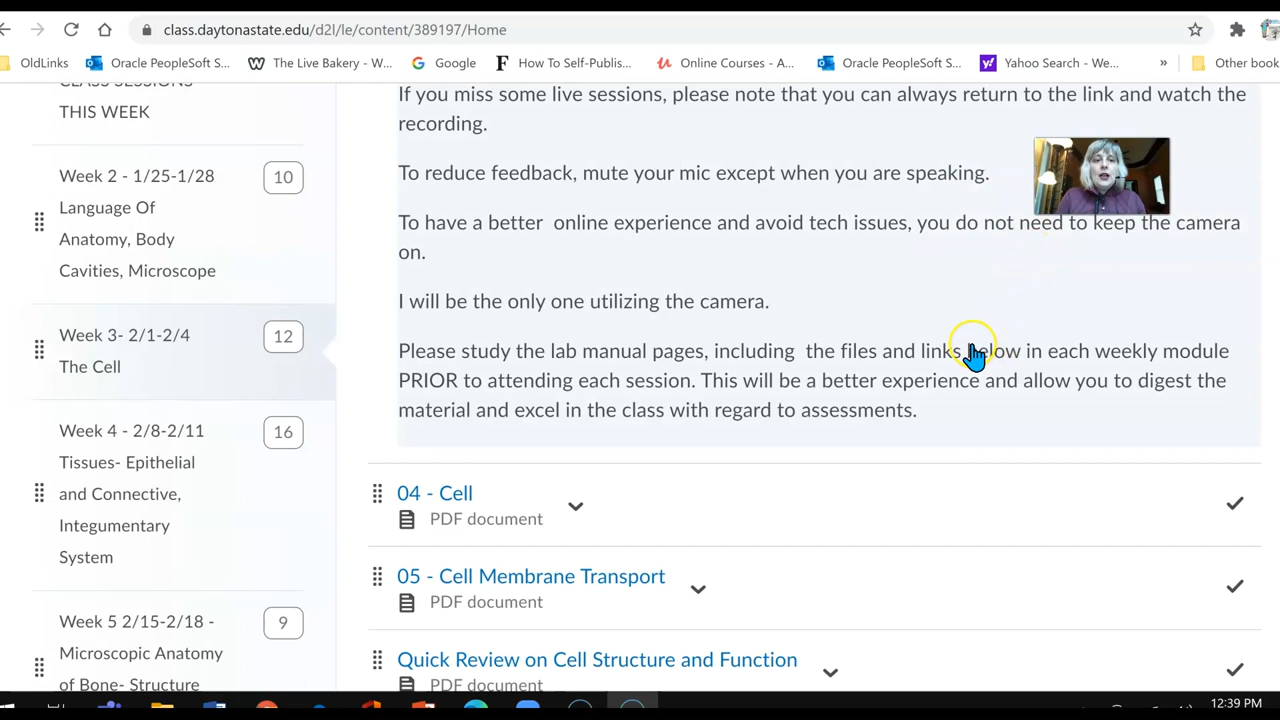 class.daytonastate.edu/d2l/le/content/389197/Home
OldLinks
Oracle PeopleSoft S...
The Live Bakery - W...
Google
How To Self-Publis...
Online Courses - A...
Oracle PeopleSoft S...
Yahoo Search - We...
»
Other book
CLASS SESSIONS
THIS WEEK
Week 2 - 1/25-1/28
10
Language Of
Anatomy, Body
Cavities, Microscope
Week 3- 2/1-2/4
12
The Cell
Week 4 - 2/8-2/11
16
Tissues- Epithelial
and Connective,
Integumentary
System
Week 5 2/15-2/18 -
9
Microscopic Anatomy
of Bone- Structure
If you miss some live sessions, please note that you can always return to the link and watch the
recording.
To reduce feedback, mute your mic except when you are speaking.
To have a better online experience and avoid tech issues, you do not need to keep the camera
on.
I will be the only one utilizing the camera.
Please study the lab manual pages, including the files and links below in each weekly module
PRIOR to attending each session. This will be a better experience and allow you to digest the
material and excel in the class with regard to assessments.
04 - Cell
PDF document
05 - Cell Membrane Transport
PDF document
Quick Review on Cell Structure and Function
PDF document
12:39 PM